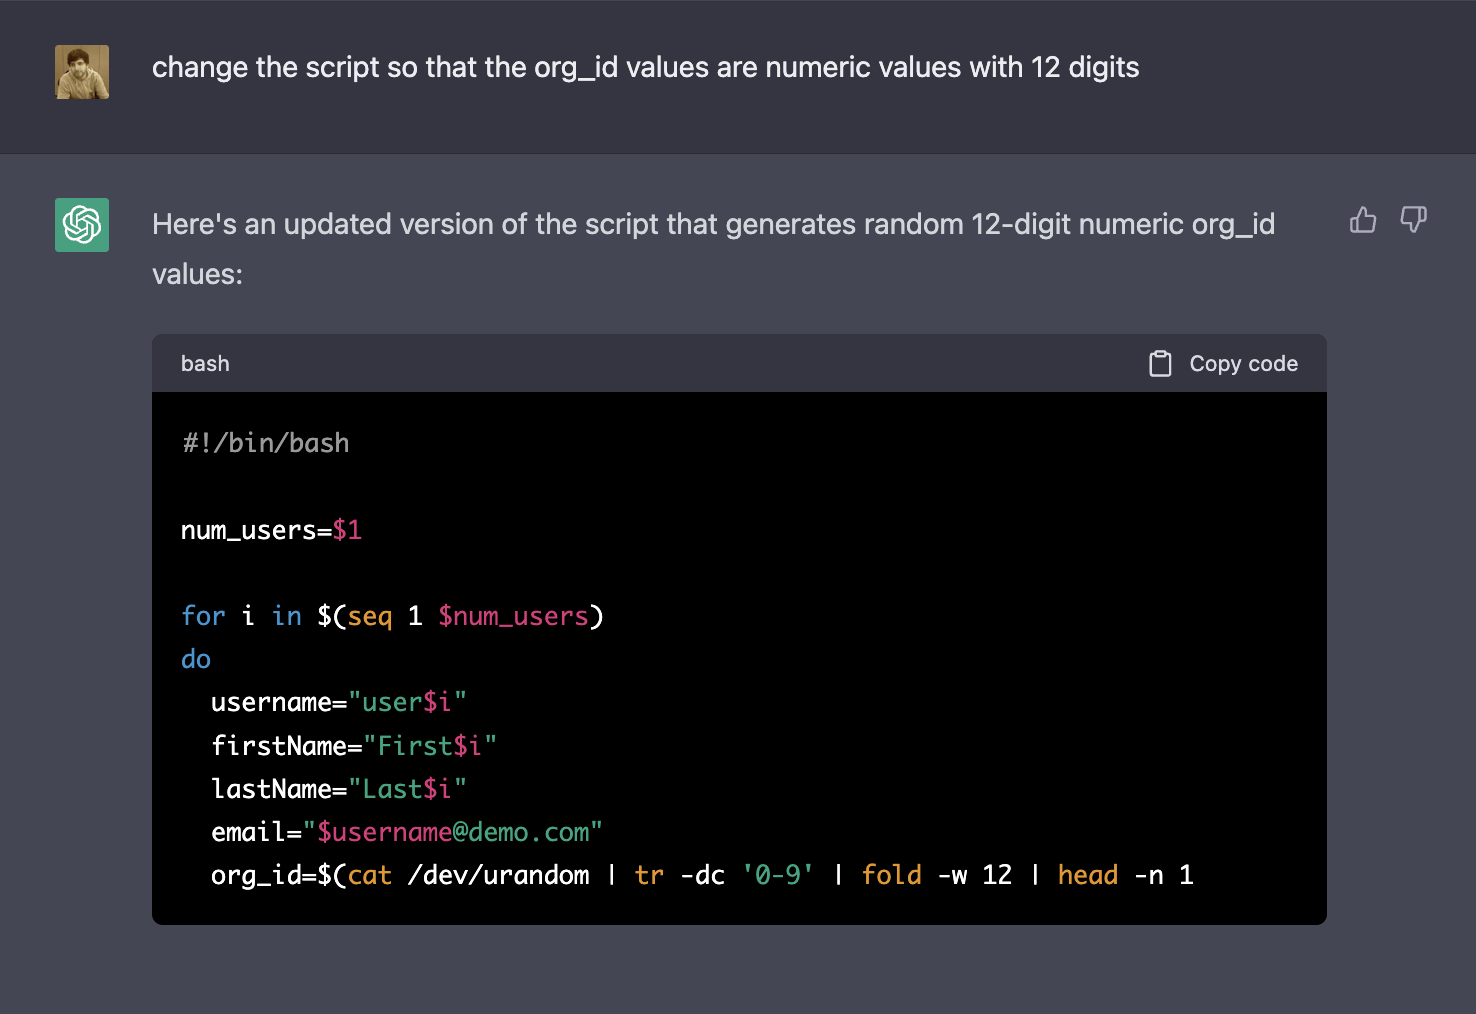 change the script so that the org_id values are numeric values with 12 digits
Here's an updated version of the script that generates random 12-digit numeric org_id
values:
bash
Copy code
#!/bin/bash
num_users=$1
for i in $(seq 1 $num_users)
do
username="user$i"
firstName="First$i"
lastName="Last$i"
email="$username@demo.com"
org_id=$(cat /dev/urandom | tr -dc '0-9' | fold -w 12 | head -n 1